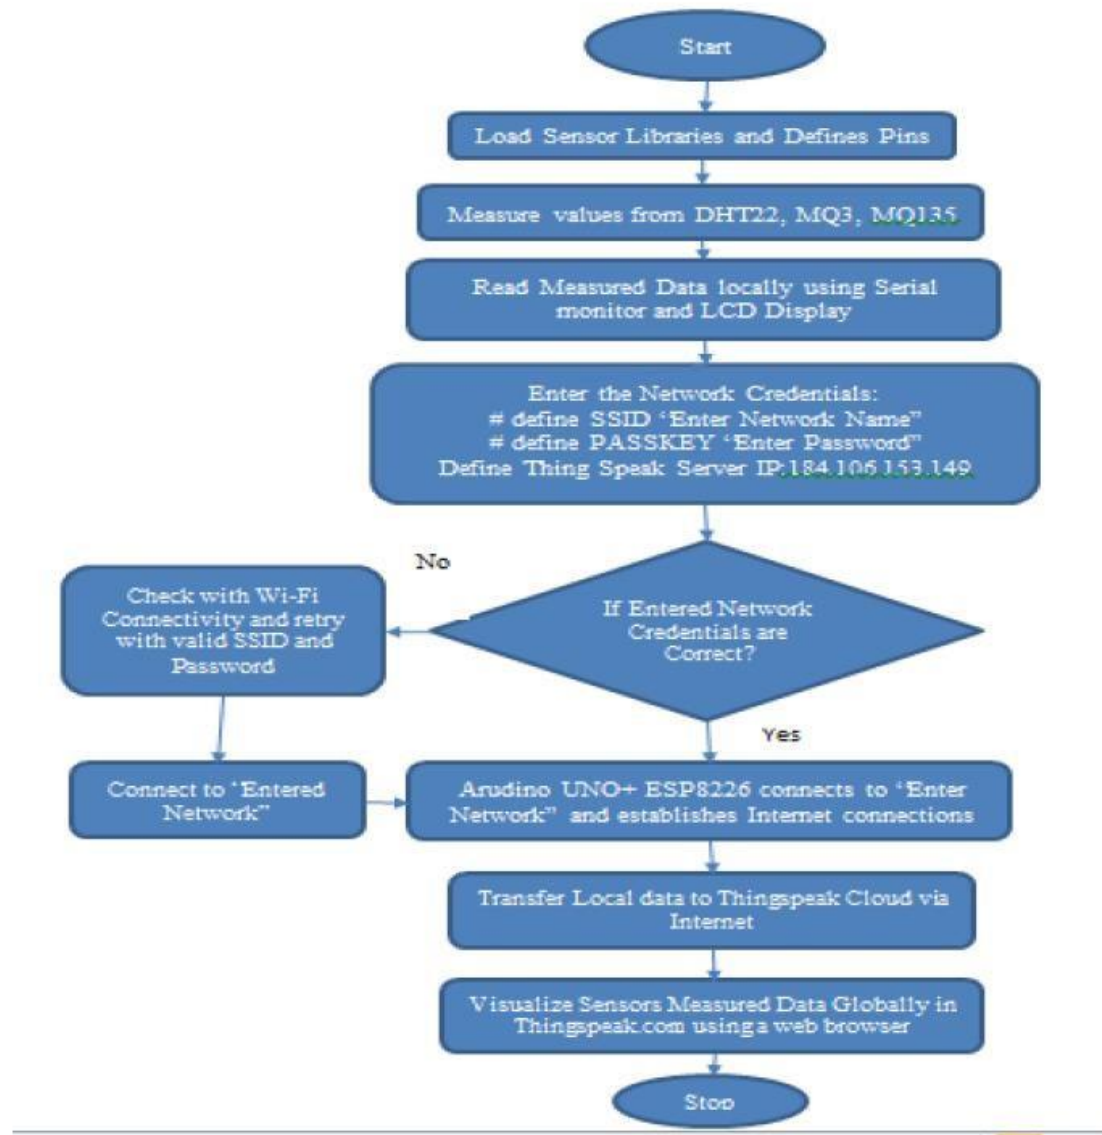 Start
Load Sensor Libraries and Defines Pins
Measure values from DHT22, MQ3, MQ135
Read Measured Data locally using Serial
monitor and LCD Display
Enter the Network Credentials:
# define SSID “Enter Network Name”
# define PASSKEY “Enter Password”
Define Thing Speak Server IP:184.106.153.149
No
If Entered Network
Credentials are
Correct?
Check with Wi-Fi
Connectivity and retry
with valid SSID and
Password
Yes
Connect to “Entered
Network”
Arudino UNO+ ESP8226 connects to “Enter
Network” and establishes Internet connections
Transfer Local data to Thingspeak Cloud via
Internet
Visualize Sensors Measured Data Globally in
Thingspeak.com using a web browser
Stop